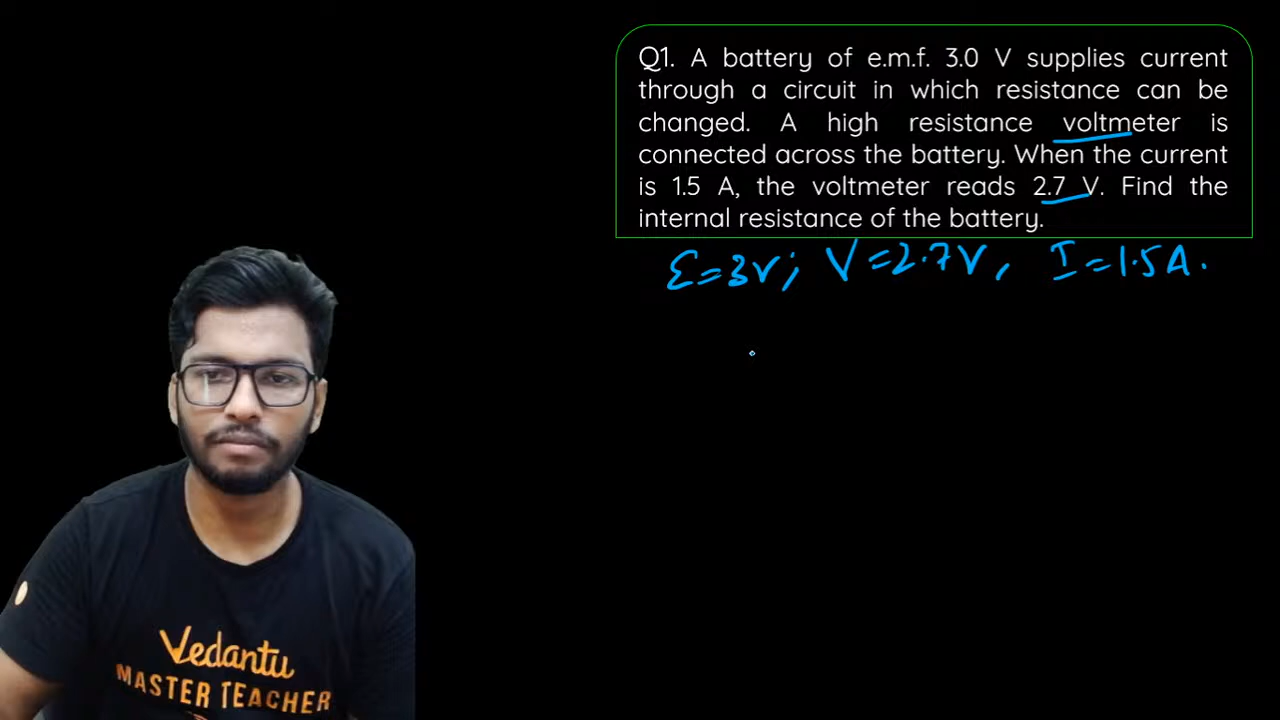 Q1. A battery of e.m.f. 3.0 V supplies current
through a circuit in which resistance can be
changed. A high resistance voltmeter is
connected across the battery. When the current
is 1.5 A, the voltmeter reads 2.7 V. Find the
internal resistance of the battery.
Ɛ=3V; V=2.7V, I=1.5A.
Vedantu
MASTER TEACHER